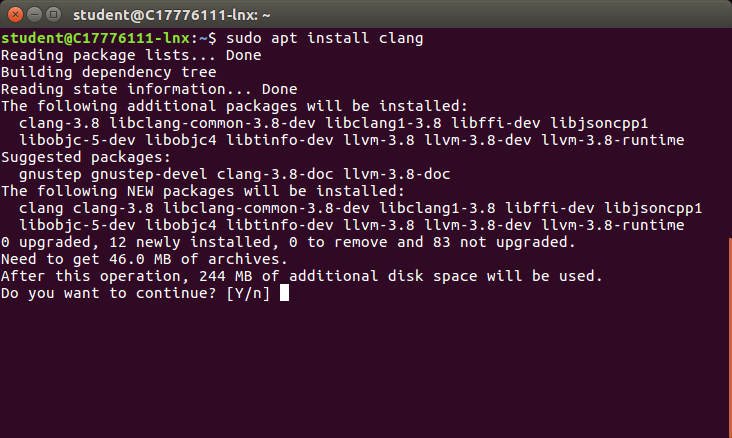 student@C17776111-lnx: ~
student@C17776111-lnx:~$ sudo apt install clang
Reading package lists... Done
Building dependency tree
Reading state information... Done
The following additional packages will be installed:
  clang-3.8 libclang-common-3.8-dev libclang1-3.8 libffi-dev libjsoncpp1
  libobjc-5-dev libobjc4 libtinfo-dev llvm-3.8 llvm-3.8-dev llvm-3.8-runtime
Suggested packages:
  gnustep gnustep-devel clang-3.8-doc llvm-3.8-doc
The following NEW packages will be installed:
  clang clang-3.8 libclang-common-3.8-dev libclang1-3.8 libffi-dev libjsoncpp1
  libobjc-5-dev libobjc4 libtinfo-dev llvm-3.8 llvm-3.8-dev llvm-3.8-runtime
0 upgraded, 12 newly installed, 0 to remove and 83 not upgraded.
Need to get 46.0 MB of archives.
After this operation, 244 MB of additional disk space will be used.
Do you want to continue? [Y/n]